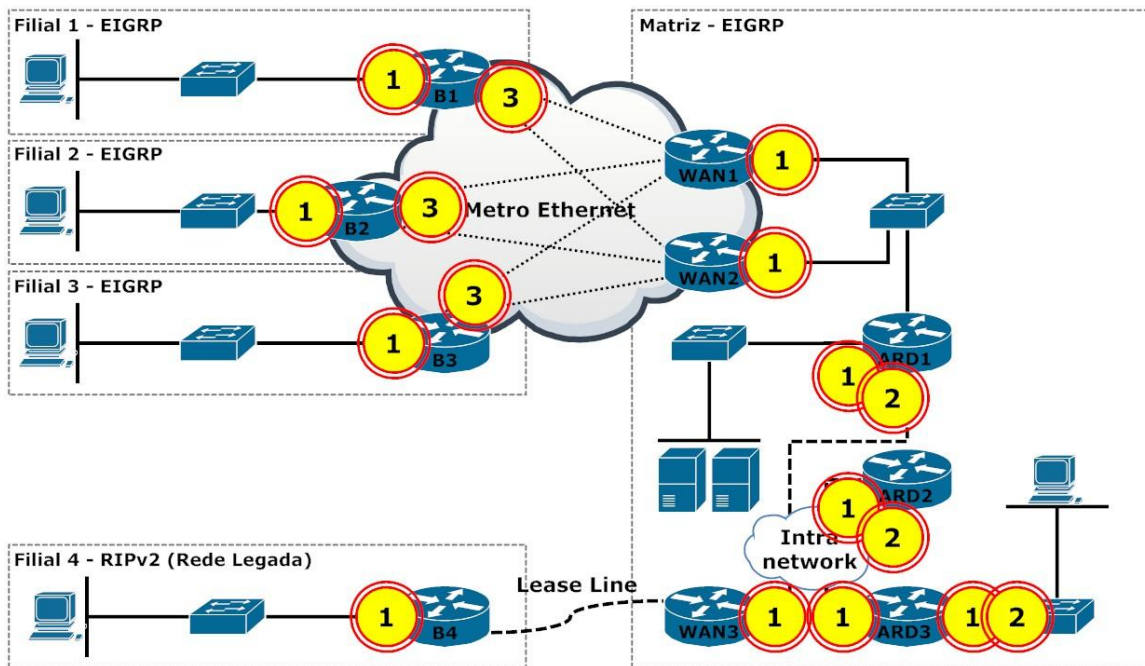 Filial 1 - EIGRP
1
B1
3
Filial 2 - EIGRP
1
B2
3
Metro Ethernet
Filial 3 - EIGRP
1
B3
3
Filial 4 - RIPv2 (Rede Legada)
1
B4
Lease Line
Matriz - EIGRP
WAN1
1
WAN2
1
ARD1
1
2
ARD2
1
2
Intra
network
WAN3
1
1
ARD3
1
2